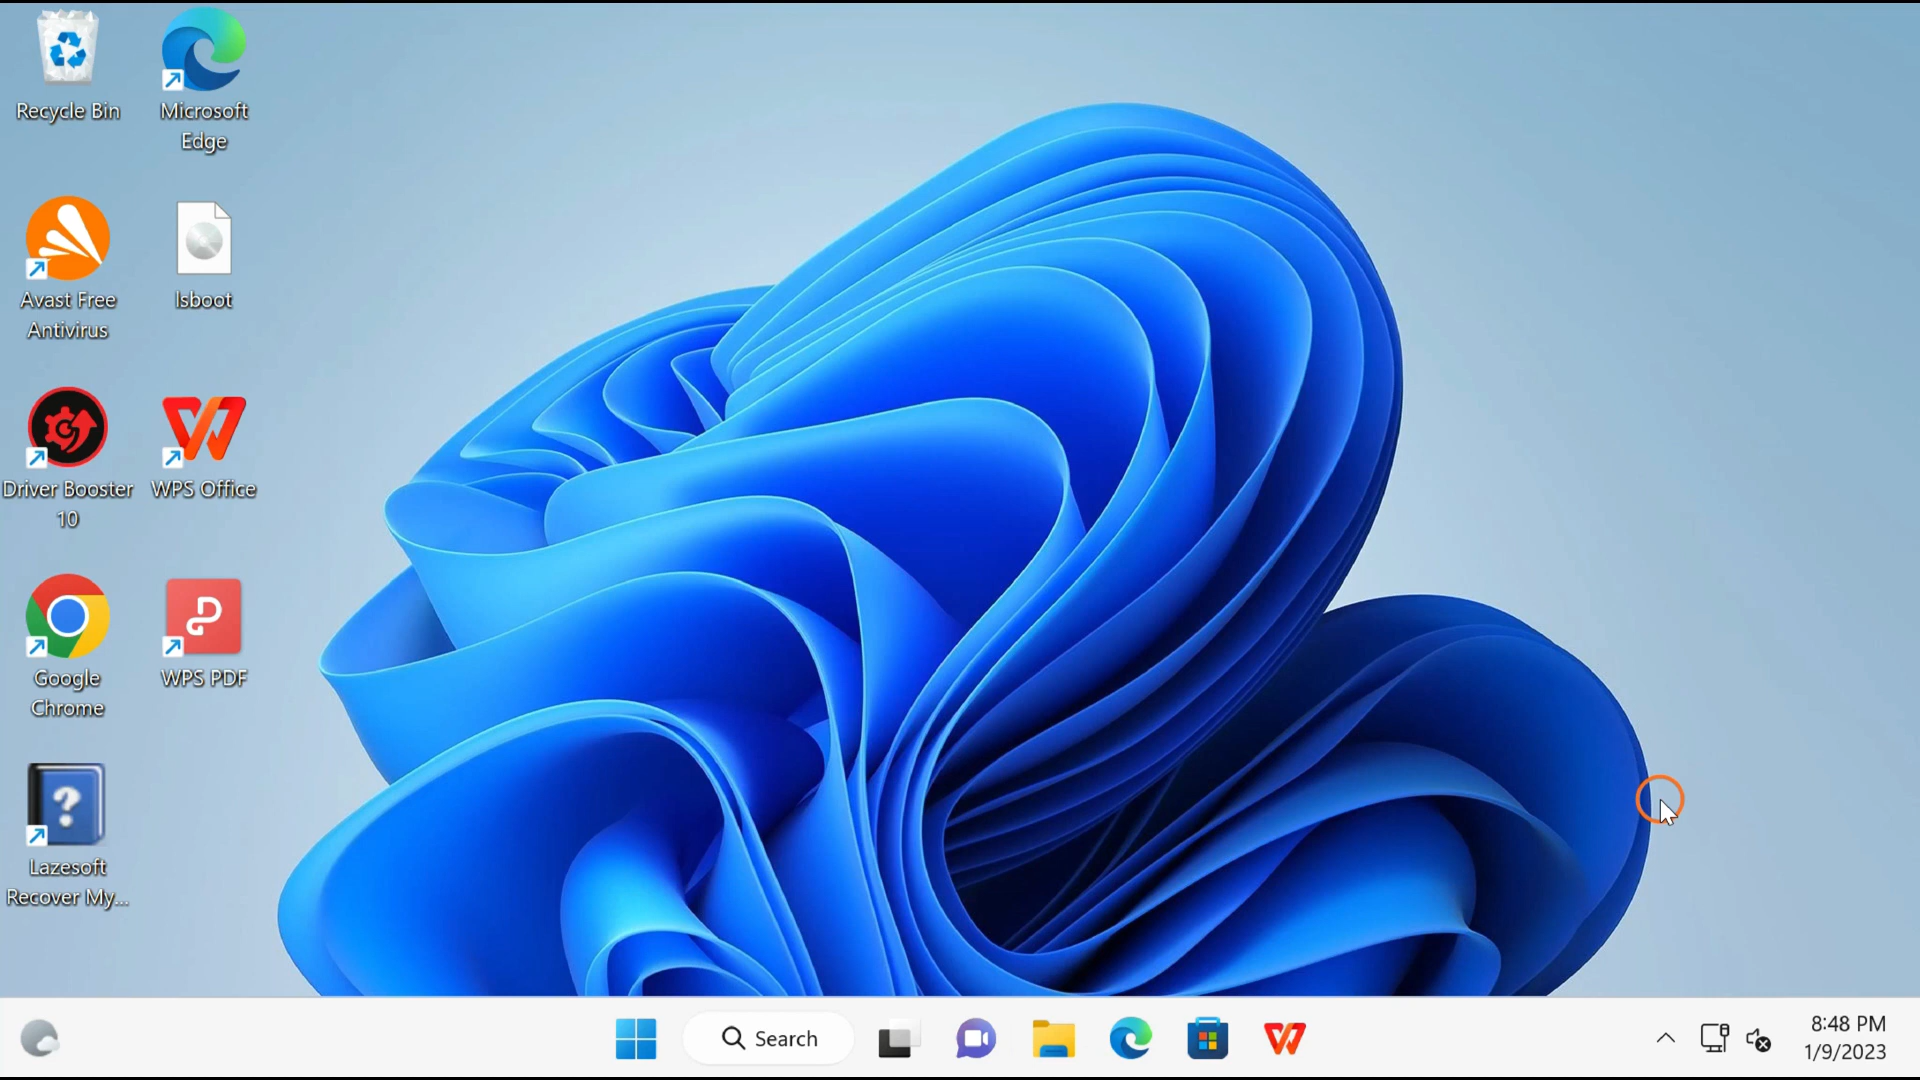 Recycle Bin
Microsoft
Edge
Avast Free
Antivirus
lsboot
Driver Booster
10
WPS Office
Google
Chrome
WPS PDF
Lazesoft
Recover My...
Search
8:48 PM
1/9/2023